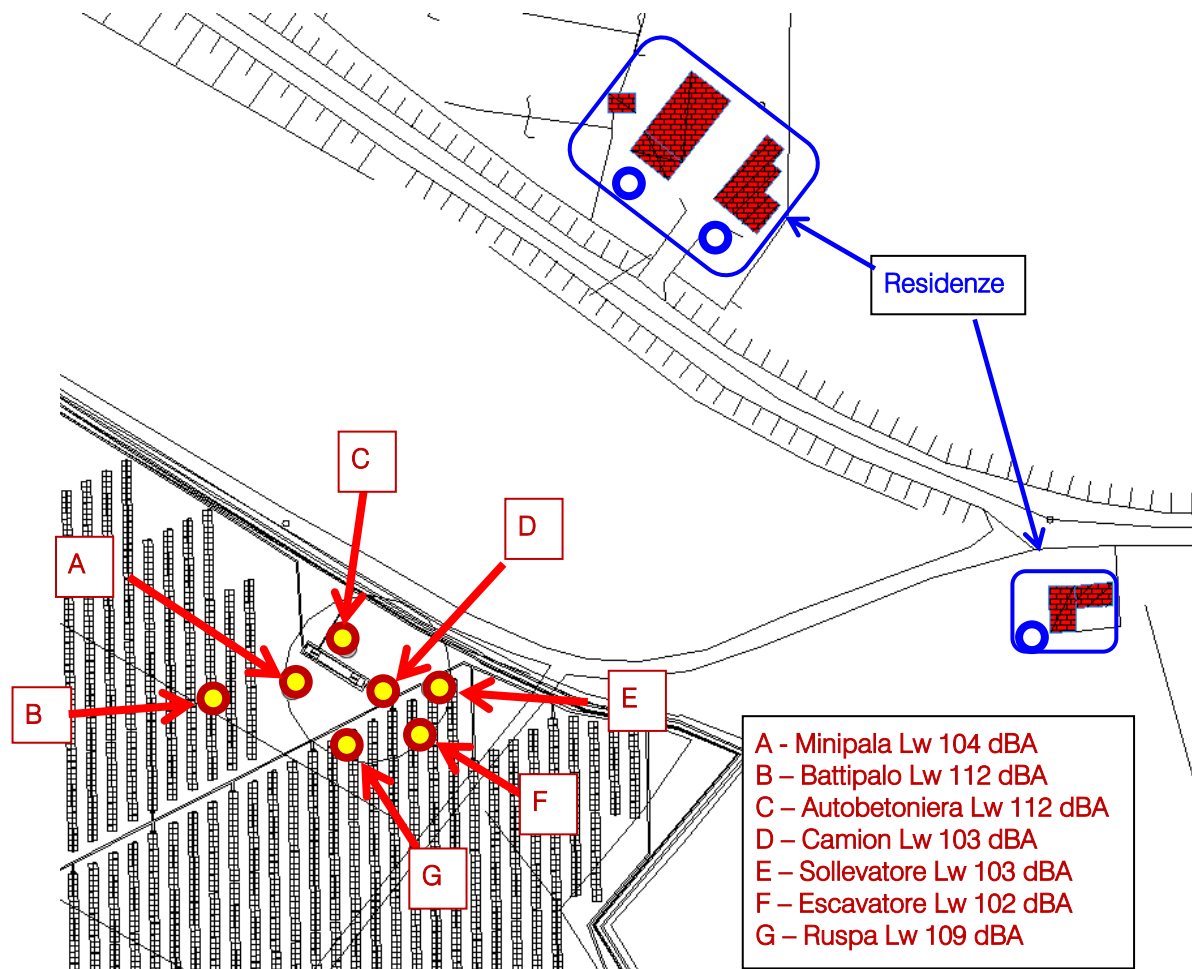 Residenze
C
D
A
B
E
F
G
A - Minipala Lw 104 dBA
B – Battipalo Lw 112 dBA
C – Autobetoniera Lw 112 dBA
D – Camion Lw 103 dBA
E – Sollevatore Lw 103 dBA
F – Escavatore Lw 102 dBA
G – Ruspa Lw 109 dBA